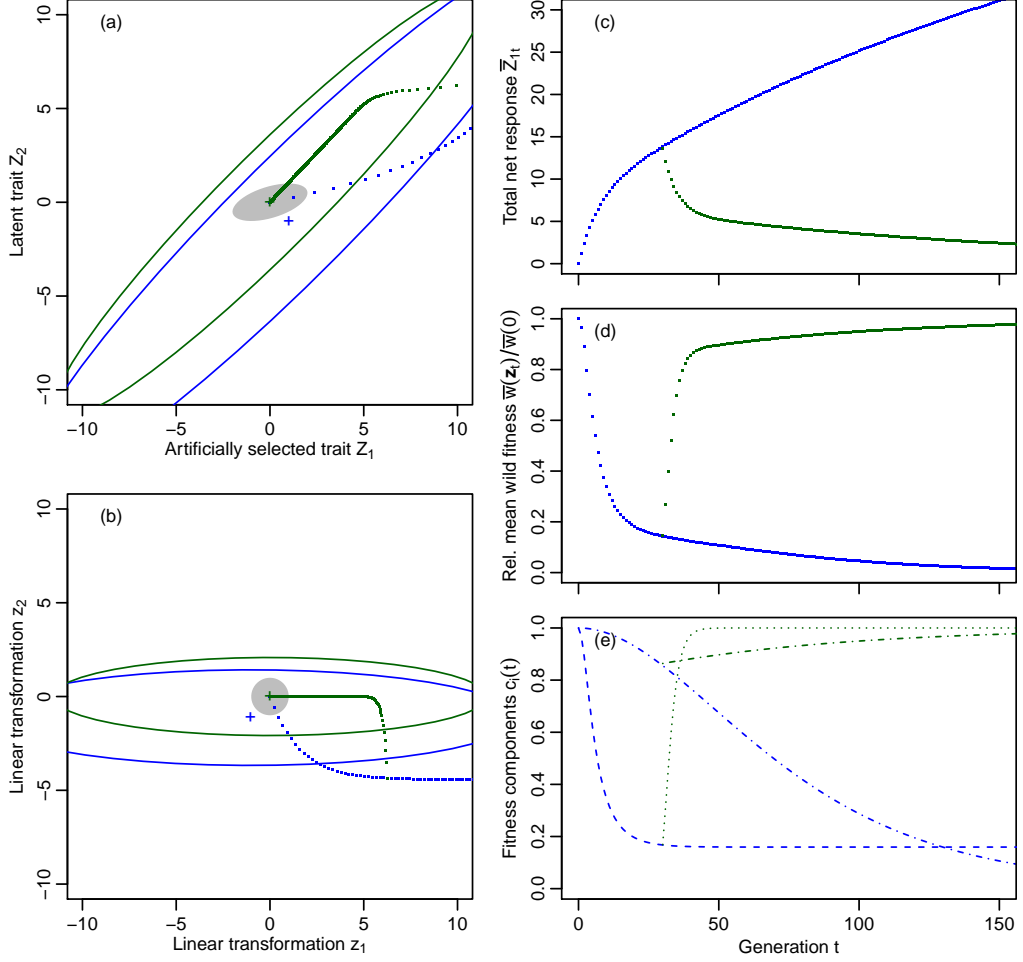 (a)
10
5
0
−5
−10
Latent trait Z₂
−10 −5 0 5 10
Artificially selected trait Z₁
(b)
10
5
0
−5
−10
Linear transformation z₂
−10 −5 0 5 10
Linear transformation z₁
(c)
30
25
20
15
10
5
0
Total net response Z̅₁ₜ
(d)
1.0
0.8
0.6
0.4
0.2
0.0
Rel. mean wild fitness w̅(zₜ)/w̅(0)
(e)
1.0
0.8
0.6
0.4
0.2
0.0
Fitness components cᵢ(t)
0 50 100 150
Generation t